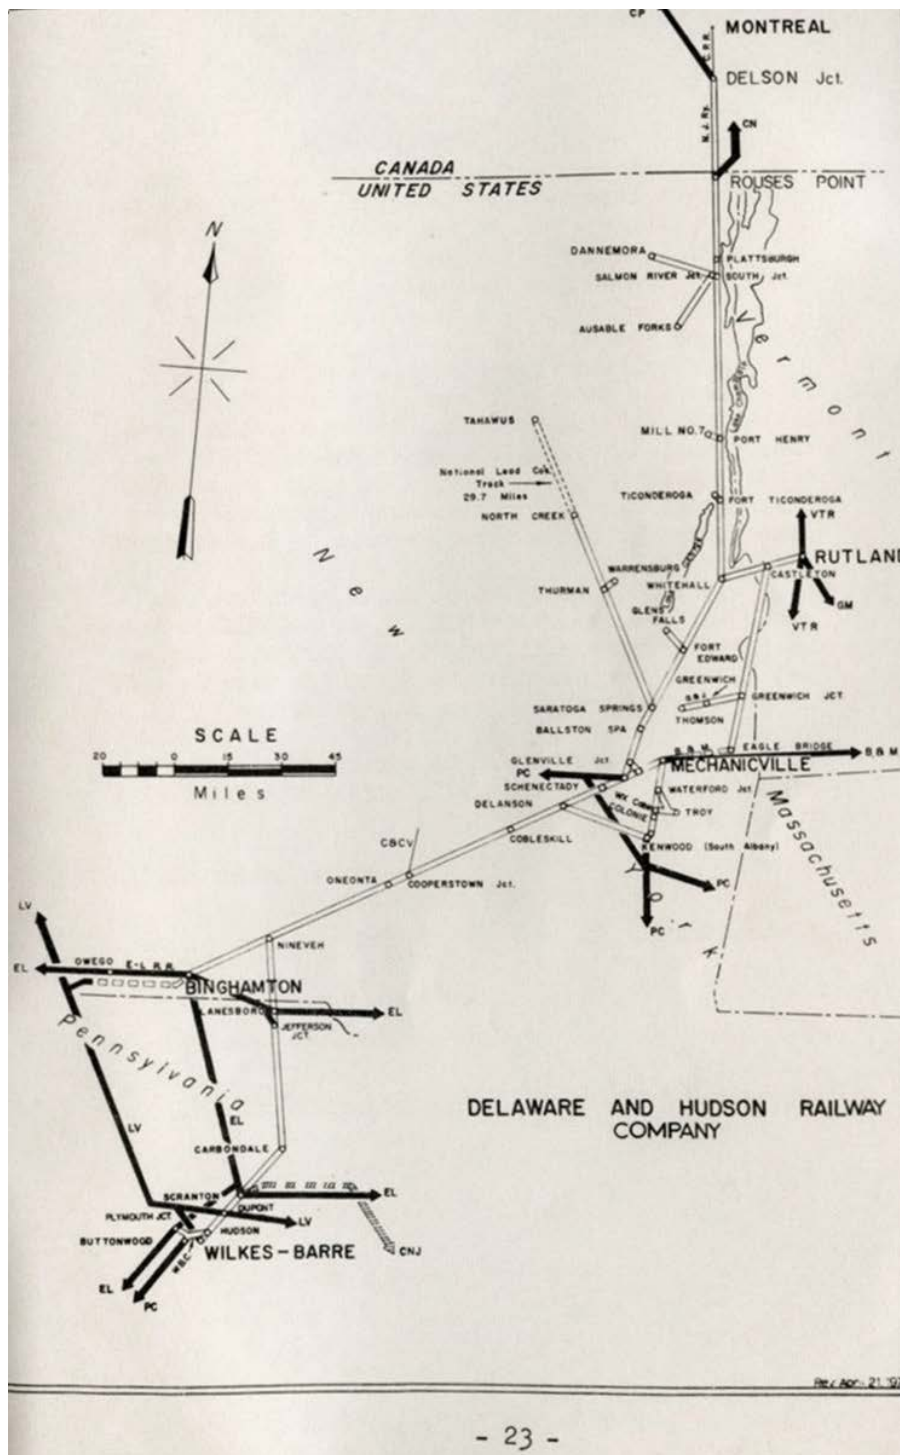 CP
MONTREAL
C.P.R.
DELSON Jct.
N.J. Ry.
CN
CANADA
UNITED STATES
ROUSES POINT
N
DANNEMORA
PLATTSBURGH
SALMON RIVER Jct.
SOUTH Jct.
AUSABLE FORKS
Vermont
TAHAWUS
MILL NO.7
PORT HENRY
National Lead Co's.
Track
29.7 Miles
TICONDEROGA
FORT TICONDEROGA
NORTH CREEK
VTR
RUTLAND
WARRENSBURG
WHITEHALL
CASTLETON
THURMAN
GLENS
FALLS
GM
VTR
New
FORT
EDWARD
GREENWICH
GREENWICH JCT.
SARATOGA SPRINGS
THOMSON
BALLSTON SPA
SCALE
20 0 15 30 45
Miles
B.&M.
EAGLE BRIDGE
B&M
GLENVILLE Jct.
MECHANICVILLE
PC
SCHENECTADY
WATERFORD Jct.
DELANSON
COLONIE
TROY
COBLESKILL
KENWOOD (South Albany)
Massachusetts
C&CV
ONEONTA
COOPERSTOWN Jct.
PC
York
PC
LV
NINEVEH
EL
OWEGO
E-L R.R.
BINGHAMTON
LANESBORO
EL
JEFFERSON
JCT.
Pennsylvania
EL
LV
DELAWARE AND HUDSON RAILWAY
COMPANY
CARBONDALE
SCRANTON
EL
DUPONT
PLYMOUTH JCT.
LV
HUDSON
BUTTONWOOD
WILKES-BARRE
CNJ
W.B.C.
EL
PC
Rev. Apr. 21, 197
- 23 -